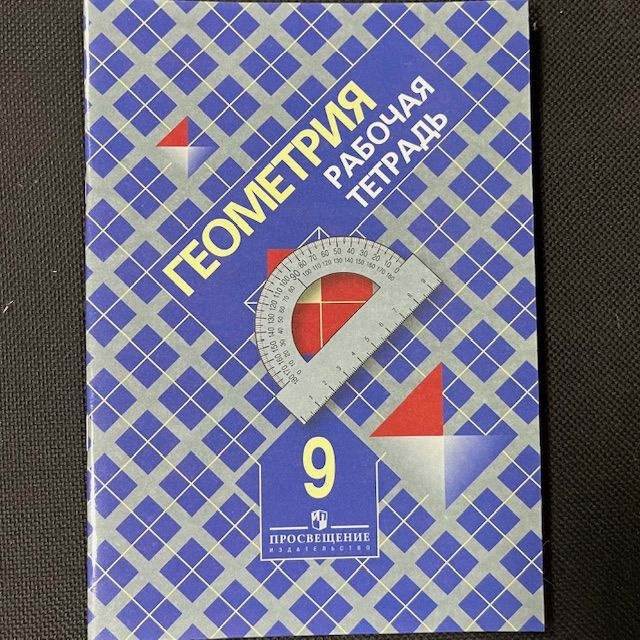 ГЕОМЕТРИЯ
РАБОЧАЯ
ТЕТРАДЬ
9
ПРОСВЕЩЕНИЕ
ИЗДАТЕЛЬСТВО